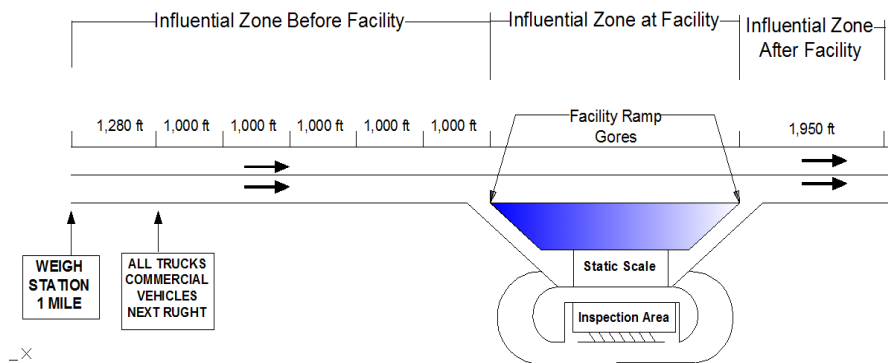 Influential Zone Before Facility
Influential Zone at Facility
Influential Zone
After Facility
1,280 ft
1,000 ft
1,000 ft
1,000 ft
1,000 ft
1,000 ft
Facility Ramp
Gores
1,950 ft
WEIGH
STATION
1 MILE
ALL TRUCKS
COMMERCIAL
VEHICLES
NEXT RUGHT
Static Scale
Inspection Area
X